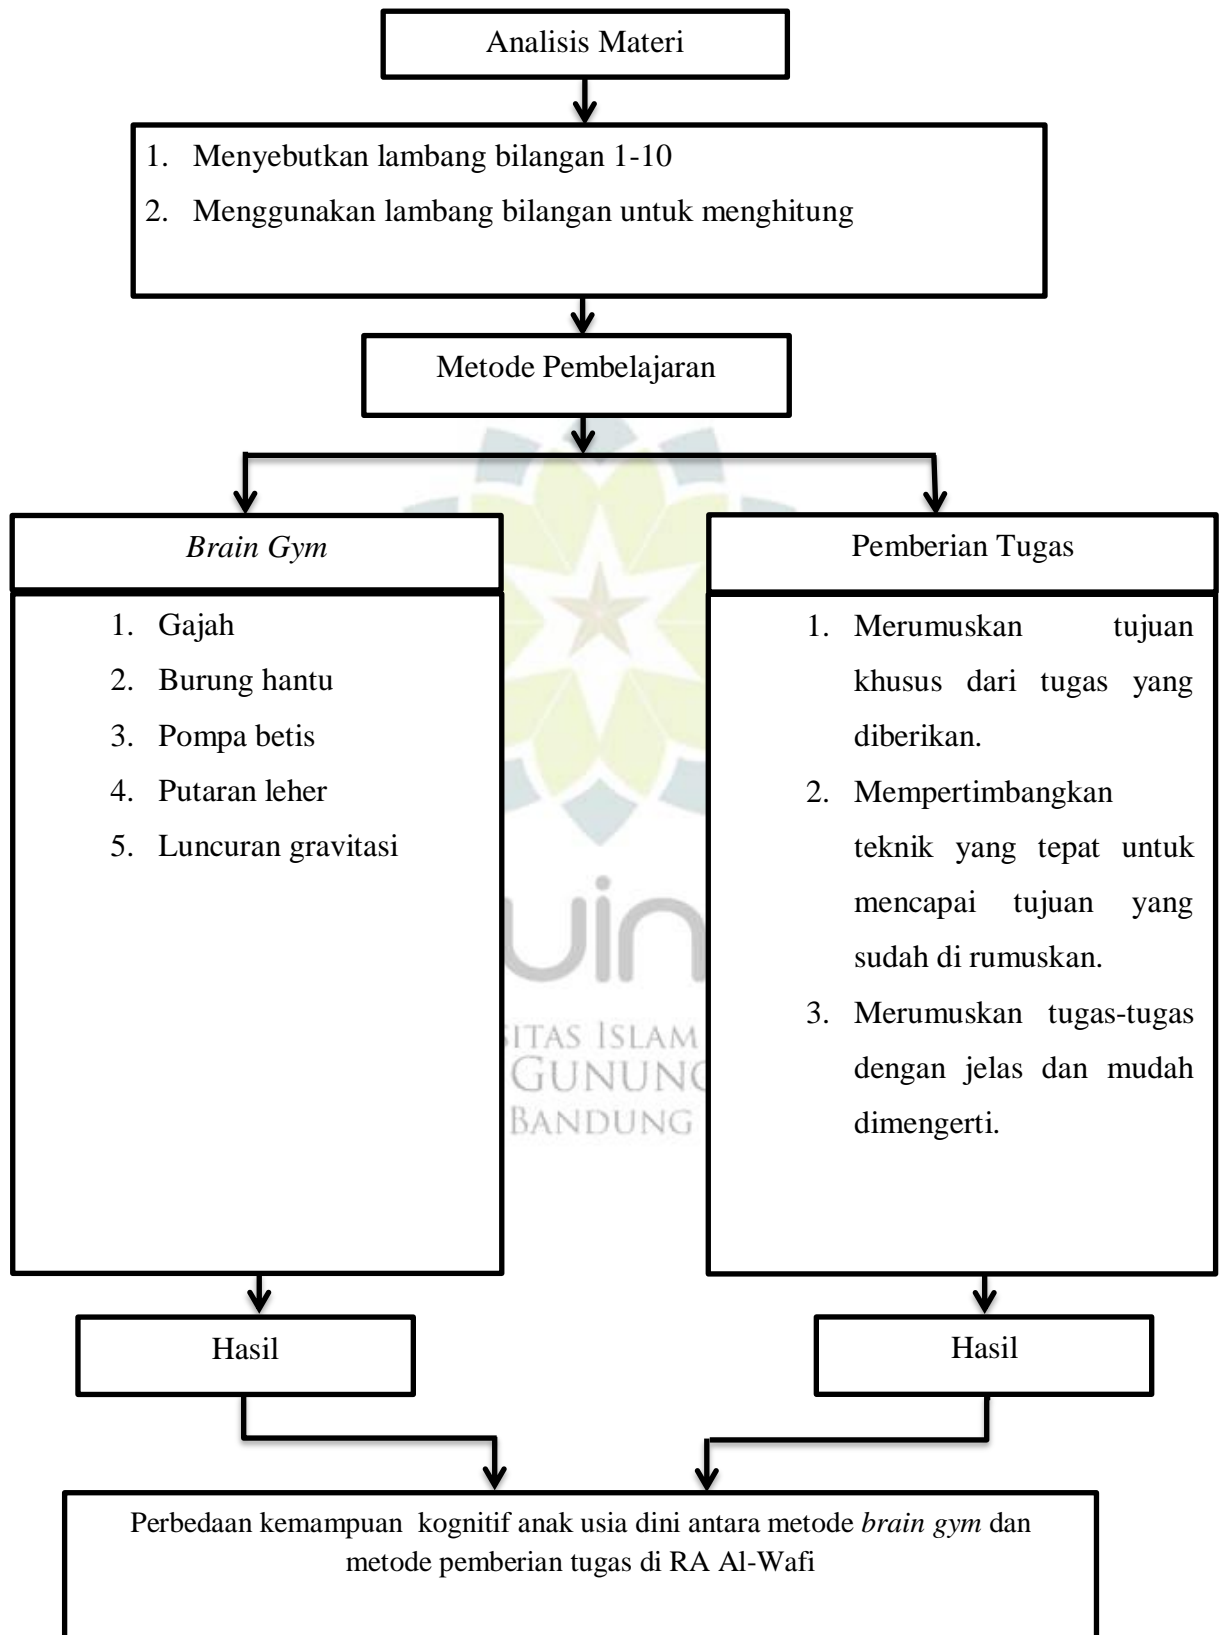 Analisis Materi
1. Menyebutkan lambang bilangan 1-10
2. Menggunakan lambang bilangan untuk menghitung
Metode Pembelajaran
Brain Gym
1. Gajah
2. Burung hantu
3. Pompa betis
4. Putaran leher
5. Luncuran gravitasi
Pemberian Tugas
1. Merumuskan tujuan
khusus dari tugas yang
diberikan.
2. Mempertimbangkan
teknik yang tepat untuk
mencapai tujuan yang
sudah di rumuskan.
3. Merumuskan tugas-tugas
dengan jelas dan mudah
dimengerti.
uin
ISLAM
BANDUNG
Hasil
Hasil
Perbedaan kemampuan kognitif anak usia dini antara metode brain gym dan
metode pemberian tugas di RA Al-Wafi